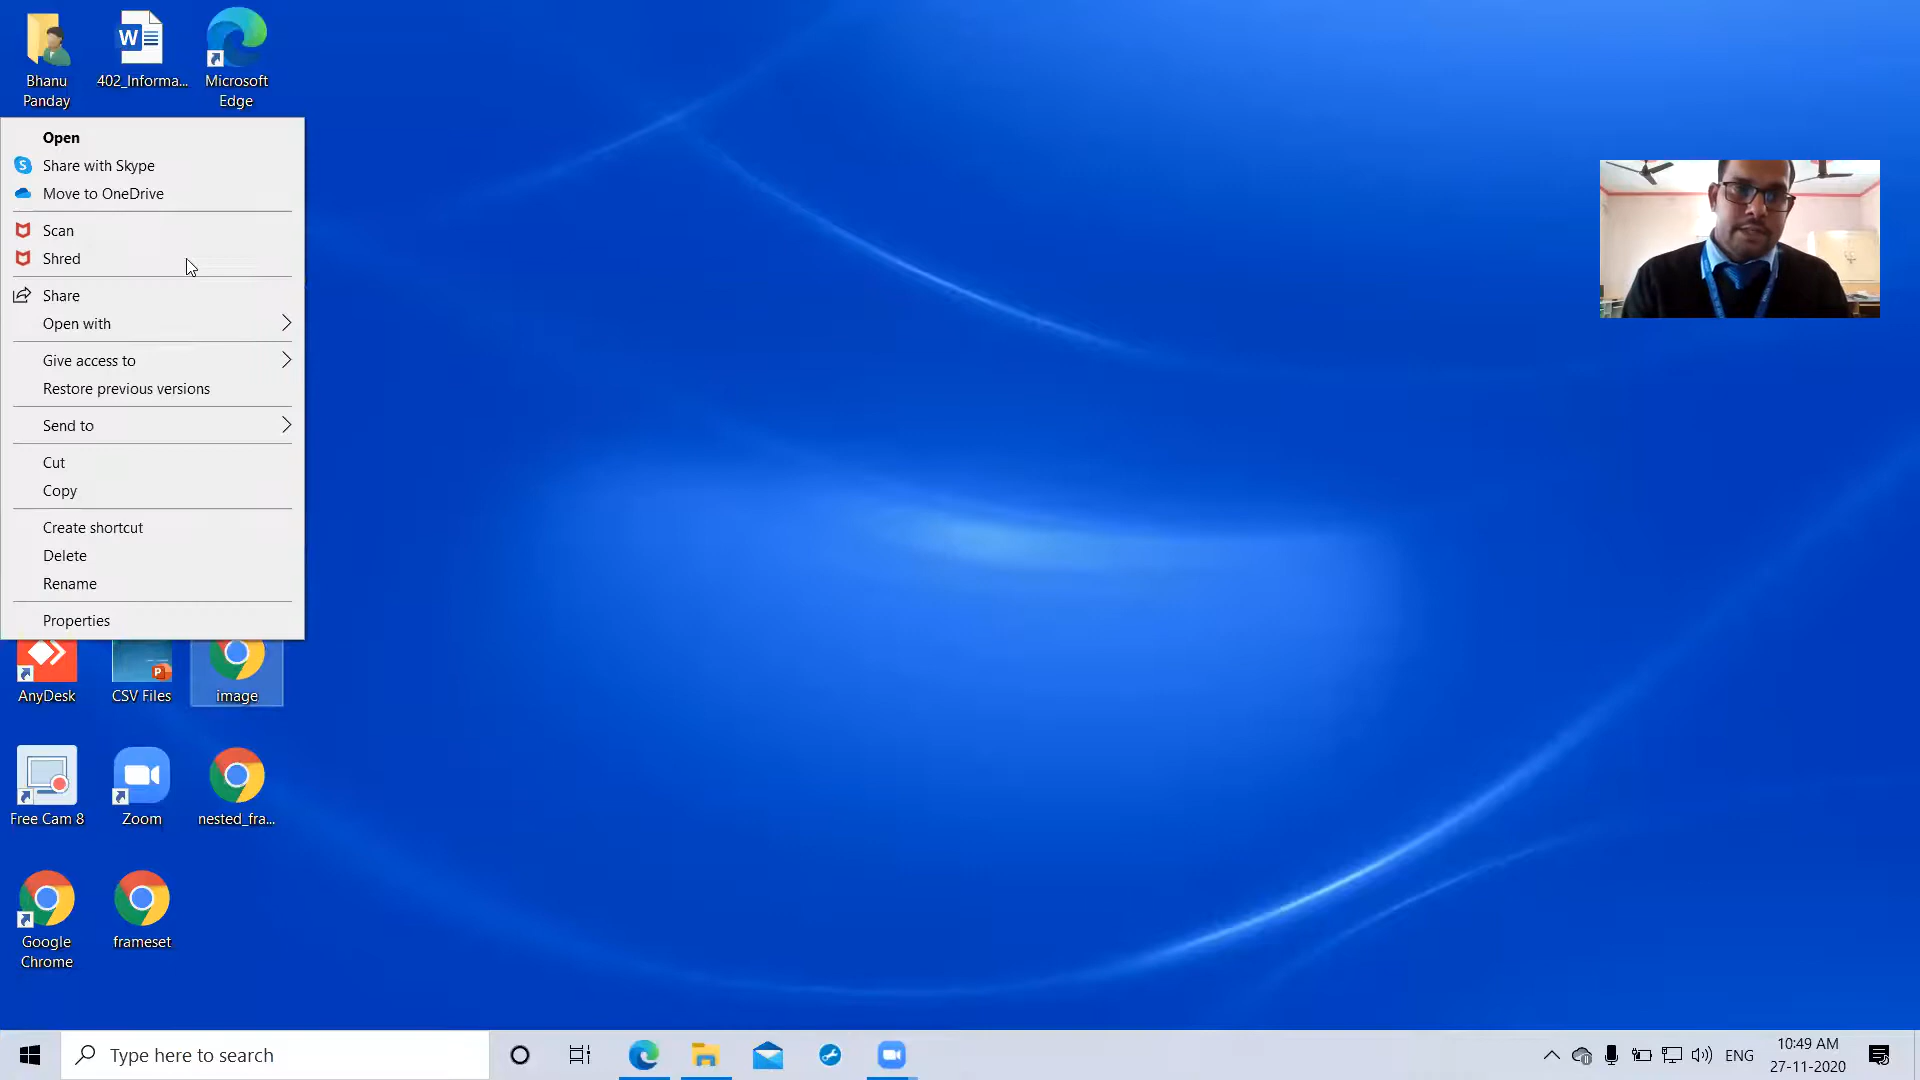 Bhanu
Panday
402_Informa...
Microsoft
Edge
Open
Share with Skype
Move to OneDrive
Scan
Shred
Share
Open with
Give access to
Restore previous versions
Send to
Cut
Copy
Create shortcut
Delete
Rename
Properties
AnyDesk
CSV Files
image
Free Cam 8
Zoom
nested_fra...
Google
Chrome
frameset
Type here to search
ENG
10:49 AM
27-11-2020